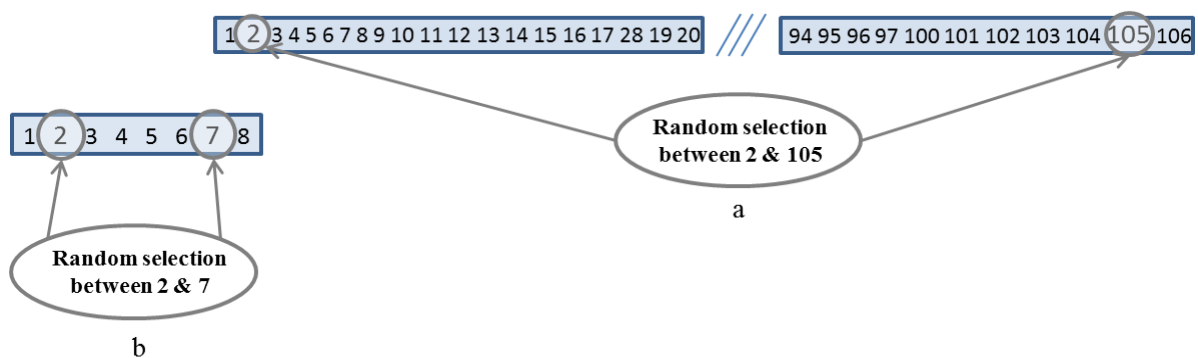 1 2 3 4 5 6 7 8 9 10 11 12 13 14 15 16 17 28 19 20
94 95 96 97 100 101 102 103 104 105 106
Random selection
between 2 & 105
a
1 2 3 4 5 6 7 8
Random selection
between 2 & 7
b